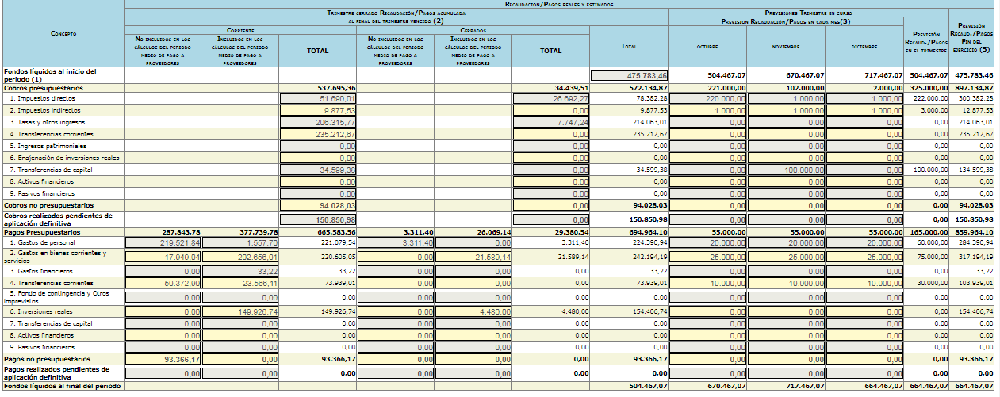 RECAUDACION/PAGOS REALES Y ESTIMADOS
TRIMESTRE CERRADO RECAUDACIÓN/PAGOS ACUMULADA
AL FINAL DEL TRIMESTRE VENCIDO (2)
PREVISIONES TRIMESTRE EN CURSO
PREVISION RECAUDACIÓN/PAGOS EN CADA MES(3)
PREVISIÓN RECAUD./PAGOS EN EL TRIMESTRE
PREVISIÓN RECAUD./PAGOS FIN DEL EJERCICIO (5)
CONCEPTO
CORRIENTE
CERRADOS
NO INCLUIDOS EN LOS CÁLCULOS DEL PERIODO MEDIO DE PAGO A PROVEEDORES
INCLUIDOS EN LOS CÁLCULOS DEL PERIODO MEDIO DE PAGO A PROVEEDORES
TOTAL
NO INCLUIDOS EN LOS CÁLCULOS DEL PERIODO MEDIO DE PAGO A PROVEEDORES
INCLUIDOS EN LOS CÁLCULOS DEL PERIODO MEDIO DE PAGO A PROVEEDORES
TOTAL
TOTAL
OCTUBRE
NOVIEMBRE
DICIEMBRE
Fondos líquidos al inicio del periodo (1) 475.783,46 504.467,07 670.467,07 717.467,07 504.467,07 475.783,46
Cobros presupuestarios 537.695,36 34.439,51 572.134,87 221.000,00 102.000,00 2.000,00 325.000,00 897.134,87
1. Impuestos directos 51.690,01 26.692,27 78.382,28 220.000,00 1.000,00 1.000,00 222.000,00 300.382,28
2. Impuestos indirectos 9.877,53 0,00 9.877,53 1.000,00 1.000,00 1.000,00 3.000,00 12.877,53
3. Tasas y otros ingresos 206.315,77 7.747,24 214.063,01 0,00 0,00 0,00 0,00 214.063,01
4. Transferencias corrientes 235.212,67 0,00 235.212,67 0,00 0,00 0,00 0,00 235.212,67
5. Ingresos patrimoniales 0,00 0,00 0,00 0,00 0,00 0,00 0,00 0,00
6. Enajenación de inversiones reales 0,00 0,00 0,00 0,00 0,00 0,00 0,00 0,00
7. Transferencias de capital 34.599,38 0,00 34.599,38 0,00 100.000,00 0,00 100.000,00 134.599,38
8. Activos financieros 0,00 0,00 0,00 0,00 0,00 0,00 0,00 0,00
9. Pasivos financieros 0,00 0,00 0,00 0,00 0,00 0,00 0,00 0,00
Cobros no presupuestarios 94.028,03 0,00 94.028,03 0,00 0,00 0,00 0,00 94.028,03
Cobros realizados pendientes de aplicación definitiva 150.850,98 0,00 150.850,98 0,00 0,00 0,00 0,00 150.850,98
Pagos Presupuestarios 287.843,78 377.739,78 665.583,56 3.311,40 26.069,14 29.380,54 694.964,10 55.000,00 55.000,00 55.000,00 165.000,00 859.964,10
1. Gastos de personal 219.521,84 1.557,70 221.079,54 3.311,40 0,00 3.311,40 224.390,94 20.000,00 20.000,00 20.000,00 60.000,00 284.390,94
2. Gastos en bienes corrientes y servicios 17.949,04 202.656,01 220.605,05 0,00 21.589,14 21.589,14 242.194,19 25.000,00 25.000,00 25.000,00 75.000,00 317.194,19
3. Gastos financieros 0,00 33,22 33,22 0,00 0,00 0,00 33,22 0,00 0,00 0,00 0,00 33,22
4. Transferencias corrientes 50.372,90 23.566,11 73.939,01 0,00 0,00 0,00 73.939,01 10.000,00 10.000,00 10.000,00 30.000,00 103.939,01
5. Fondo de contingencia y Otros imprevistos 0,00 0,00 0,00 0,00 0,00 0,00 0,00 0,00 0,00 0,00 0,00 0,00
6. Inversiones reales 0,00 149.926,74 149.926,74 0,00 4.480,00 4.480,00 154.406,74 0,00 0,00 0,00 0,00 154.406,74
7. Transferencias de capital 0,00 0,00 0,00 0,00 0,00 0,00 0,00 0,00 0,00 0,00 0,00 0,00
8. Activos financieros 0,00 0,00 0,00 0,00 0,00 0,00 0,00 0,00 0,00 0,00 0,00 0,00
9. Pasivos financieros 0,00 0,00 0,00 0,00 0,00 0,00 0,00 0,00 0,00 0,00 0,00 0,00
Pagos no presupuestarios 93.366,17 0,00 93.366,17 0,00 0,00 0,00 93.366,17 0,00 0,00 0,00 0,00 93.366,17
Pagos realizados pendientes de aplicación definitiva 0,00 0,00 0,00 0,00 0,00 0,00 0,00 0,00 0,00 0,00 0,00 0,00
Fondos líquidos al final del periodo 504.467,07 670.467,07 717.467,07 664.467,07 664.467,07 664.467,07